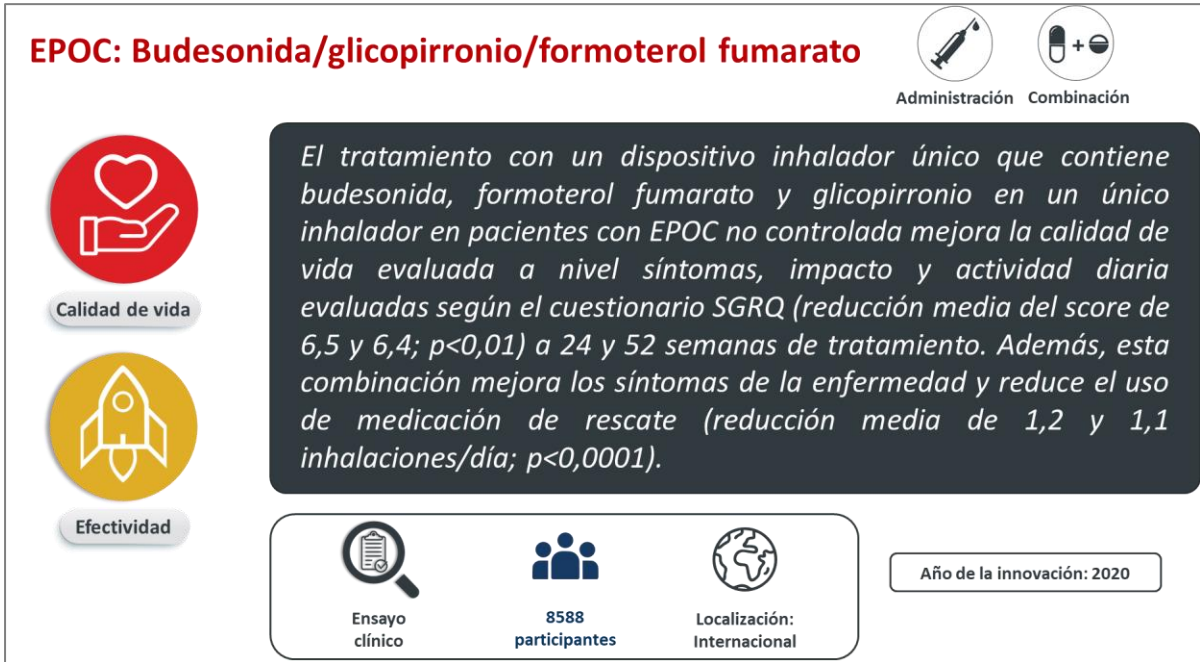 EPOC: Budesonida/glicopirronio/formoterol fumarato
Administración
Combinación
Calidad de vida
Efectividad
El tratamiento con un dispositivo inhalador único que contiene
budesonida, formoterol fumarato y glicopirronio en un único
inhalador en pacientes con EPOC no controlada mejora la calidad de
vida evaluada a nivel síntomas, impacto y actividad diaria
evaluadas según el cuestionario SGRQ (reducción media del score de
6,5 y 6,4; p<0,01) a 24 y 52 semanas de tratamiento. Además, esta
combinación mejora los síntomas de la enfermedad y reduce el uso
de medicación de rescate (reducción media de 1,2 y 1,1
inhalaciones/día; p<0,0001).
Ensayo
clínico
8588
participantes
Localización:
Internacional
Año de la innovación: 2020